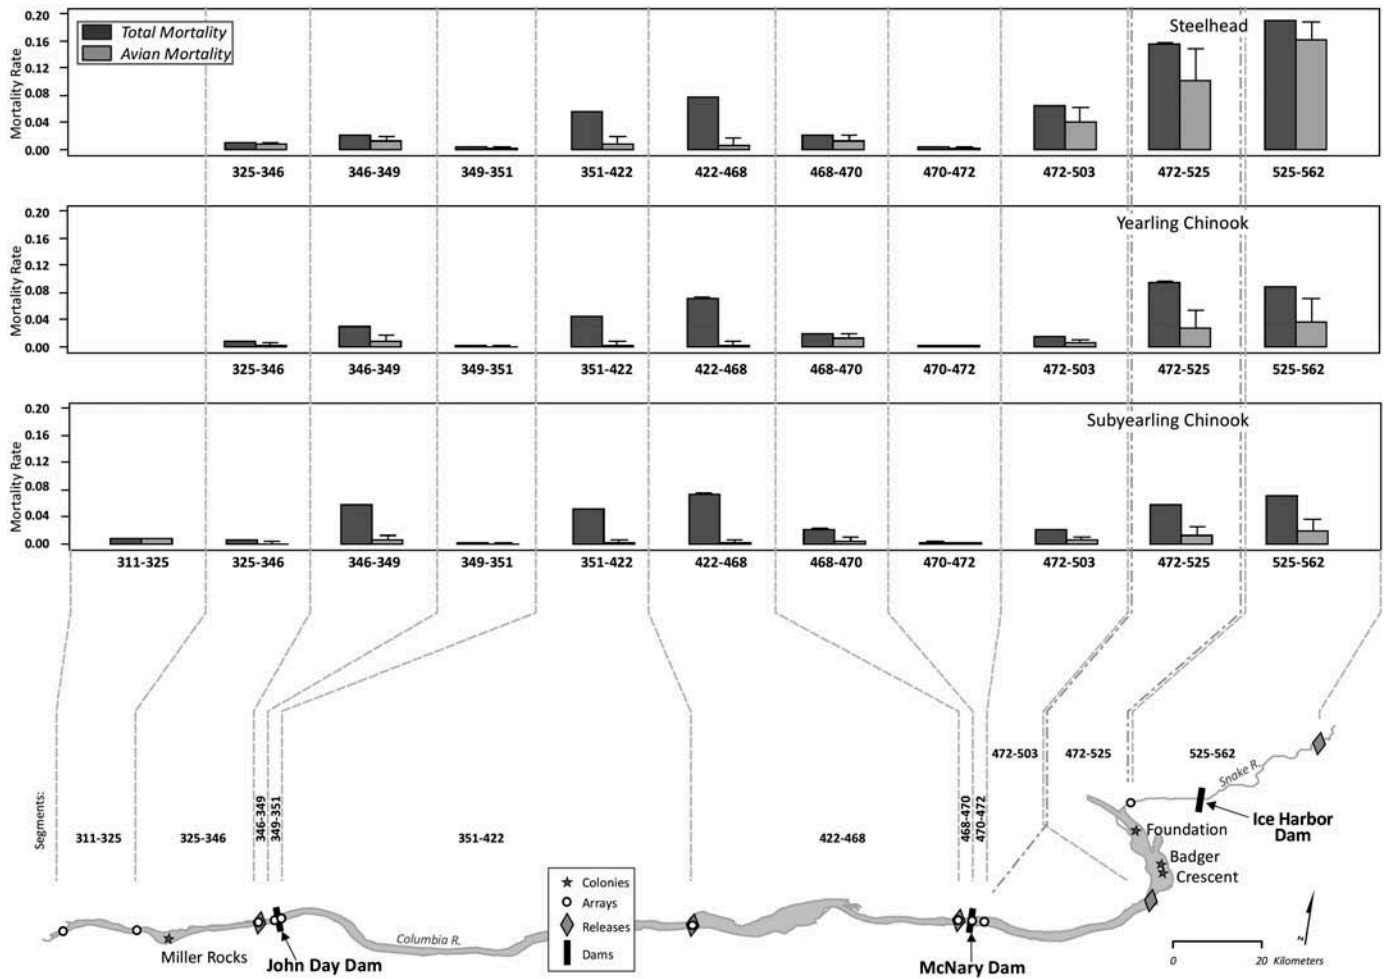 Steelhead
Total Mortality
Avian Mortality
Mortality Rate
0.20
0.16
0.12
0.08
0.04
0.00
325-346 346-349 349-351 351-422 422-468 468-470 470-472 472-503 472-525 525-562
Yearling Chinook
Mortality Rate
0.20
0.16
0.12
0.08
0.04
0.00
325-346 346-349 349-351 351-422 422-468 468-470 470-472 472-503 472-525 525-562
Subyearling Chinook
Mortality Rate
0.20
0.16
0.12
0.08
0.04
0.00
311-325 325-346 346-349 349-351 351-422 422-468 468-470 470-472 472-503 472-525 525-562
Segments:
311-325 325-346 346-349 349-351 351-422 422-468 468-470 470-472 472-503 472-525 525-562
Snake R.
Ice Harbor
Dam
Foundation
Badger
Crescent
Colonies
Arrays
Releases
Dams
Miller Rocks
John Day Dam
Columbia R.
McNary Dam
z
0 20 Kilometers